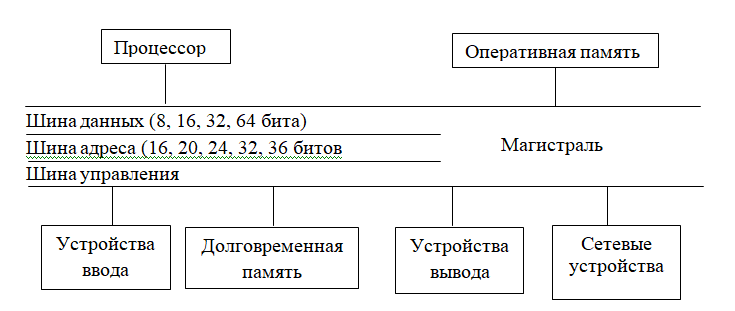 Процессор
Оперативная память
Шина данных (8, 16, 32, 64 бита)
Шина адреса (16, 20, 24, 32, 36 битов
Магистраль
Шина управления
Устройства
ввода
Долговременная
память
Устройства
вывода
Сетевые
устройства